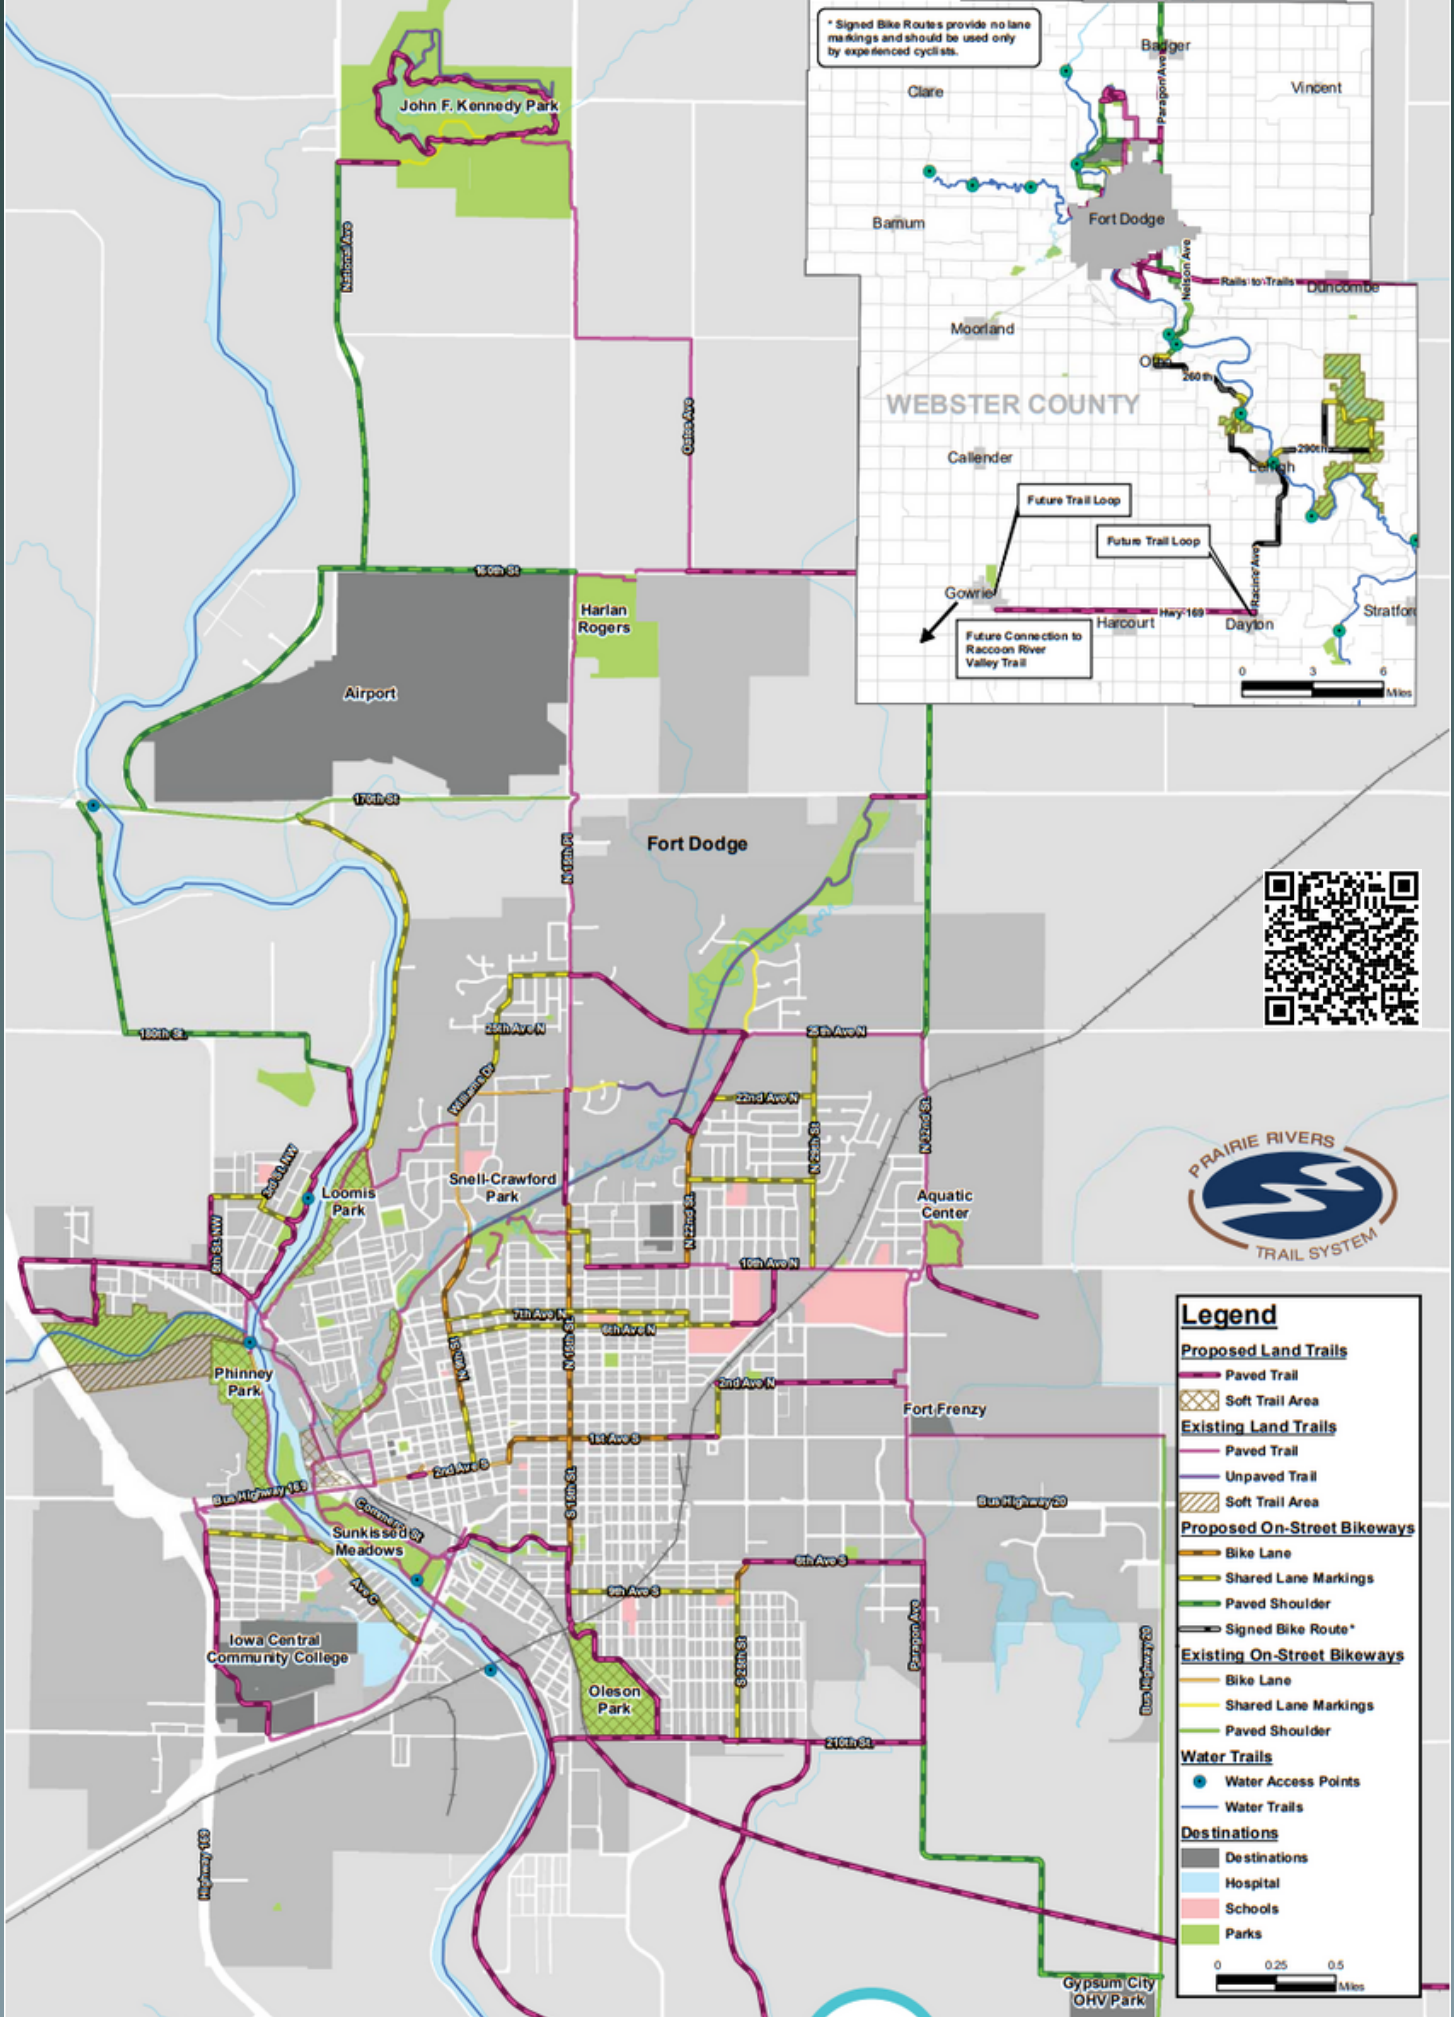 * Signed Bike Routes provide no lane
markings and should be used only
by experienced cyclists.
Badger
Clare
Vincent
Paragon Ave
Barnum
Fort Dodge
Nelson Ave
Rails to Trails
Duncombe
Moorland
Otho
260th
WEBSTER COUNTY
Callender
290th
Lehigh
Future Trail Loop
Future Trail Loop
Racine Ave
Gowrie
Hwy 169
Harcourt
Dayton
Stratford
Future Connection to
Raccoon River
Valley Trail
0 3 6
Miles
John F. Kennedy Park
National Ave
160th St
Harlan
Rogers
Airport
170th St
Fort Dodge
N 15th Pl
25th Ave N
25th Ave N
180th St.
Williams Dr
22nd Ave N
N 32nd St.
3rd St. NW
Snell-Crawford
Park
Loomis
Park
N 22nd St.
Aquatic
Center
5th St. NW
10th Ave N
7th Ave N
6th Ave N
N 15th St.
Phinney
Park
2nd Ave N
Fort Frenzy
1st Ave S
2nd Ave S
Bus Highway 169
S 15th St.
Bus Highway 20
Commerce St
Sunkissed
Meadows
8th Ave S
9th Ave S
Ave C
Iowa Central
Community College
Paragon Ave
S 25th St
Bus Highway 20
Oleson
Park
210th St.
Highway 169
Gypsum City
OHV Park
PRAIRIE RIVERS
TRAIL SYSTEM
Legend
Proposed Land Trails
Paved Trail
Soft Trail Area
Existing Land Trails
Paved Trail
Unpaved Trail
Soft Trail Area
Proposed On-Street Bikeways
Bike Lane
Shared Lane Markings
Paved Shoulder
Signed Bike Route*
Existing On-Street Bikeways
Bike Lane
Shared Lane Markings
Paved Shoulder
Water Trails
Water Access Points
Water Trails
Destinations
Destinations
Hospital
Schools
Parks
0 0.25 0.5
Miles